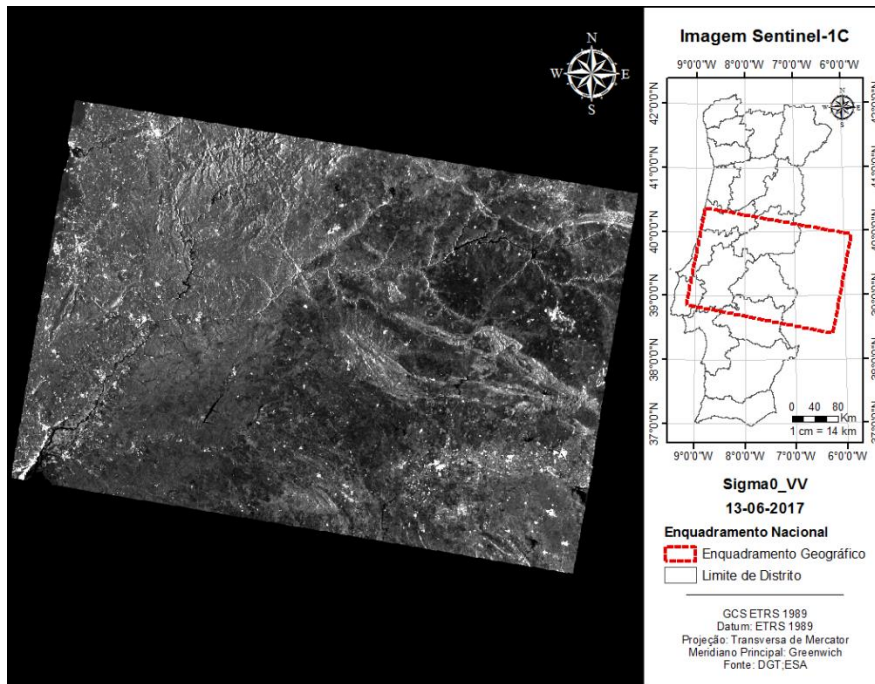 N
W E
S
Imagem Sentinel-1C
9°0'0"W 8°0'0"W 7°0'0"W 6°0'0"W
42°0'0"N
41°0'0"N
40°0'0"N
39°0'0"N
38°0'0"N
37°0'0"N
0 40 80
Km
1 cm = 14 km
9°0'0"W 8°0'0"W 7°0'0"W 6°0'0"W
Sigma0_VV
13-06-2017
Enquadramento Nacional
Enquadramento Geográfico
Limite de Distrito
GCS ETRS 1989
Datum: ETRS 1989
Projeção: Transversa de Mercator
Meridiano Principal: Greenwich
Fonte: DGT;ESA